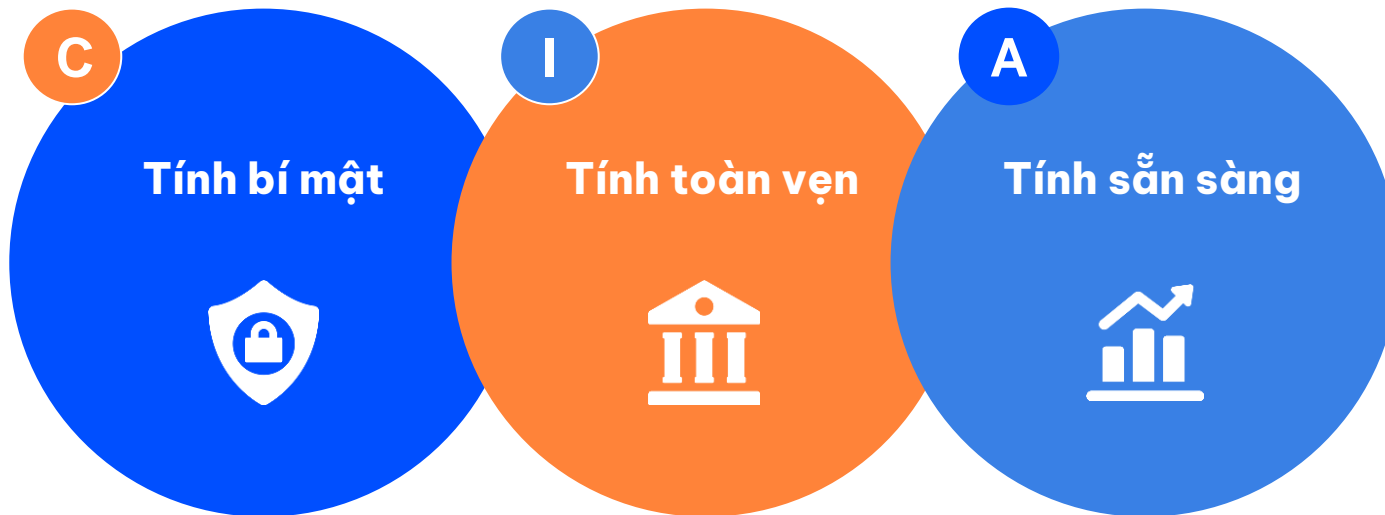 C
Tính bí mật
I
Tính toàn vẹn
A
Tính sẵn sàng